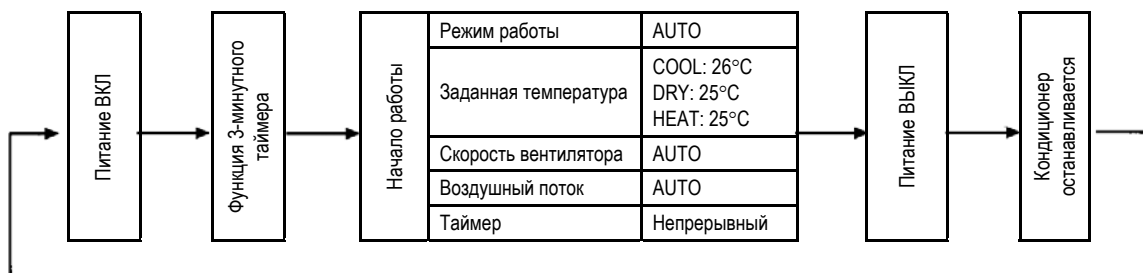 Питание ВКЛ
Функция 3-минутного
таймера
Начало работы
Режим работы AUTO
Заданная температура COOL: 26°C
DRY: 25°C
HEAT: 25°C
Скорость вентилятора AUTO
Воздушный поток AUTO
Таймер Непрерывный
Питание ВЫКЛ
Кондиционер
останавливается